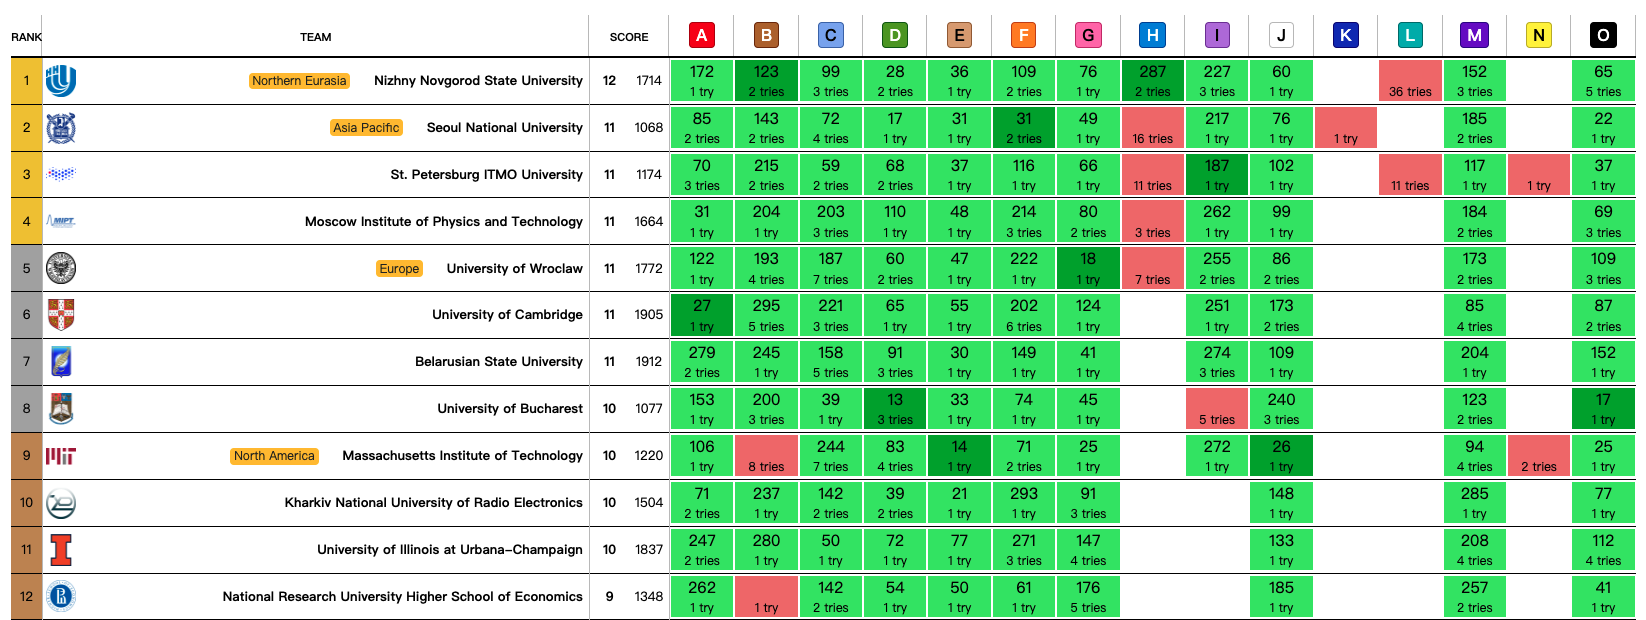 RANK TEAM SCORE A B C D E F G H I J K L M N O
1 Northern Eurasia Nizhny Novgorod State University 12 1714 172 123 99 28 36 109 76 287 227 60 152 65
1 try 2 tries 3 tries 2 tries 1 try 2 tries 1 try 2 tries 3 tries 1 try 36 tries 3 tries 5 tries
2 Asia Pacific Seoul National University 11 1068 85 143 72 17 31 31 49 217 76 185 22
2 tries 2 tries 4 tries 1 try 1 try 2 tries 1 try 16 tries 1 try 1 try 1 try 2 tries 1 try
3 St. Petersburg ITMO University 11 1174 70 215 59 68 37 116 66 187 102 117 37
3 tries 2 tries 2 tries 2 tries 1 try 1 try 1 try 11 tries 1 try 1 try 11 tries 1 try 1 try 1 try
4 MIPT Moscow Institute of Physics and Technology 11 1664 31 204 203 110 48 214 80 262 99 184 69
1 try 1 try 3 tries 1 try 1 try 3 tries 2 tries 3 tries 1 try 1 try 2 tries 3 tries
5 Europe University of Wroclaw 11 1772 122 193 187 60 47 222 18 255 86 173 109
1 try 4 tries 7 tries 2 tries 1 try 1 try 1 try 7 tries 2 tries 2 tries 2 tries 3 tries
6 University of Cambridge 11 1905 27 295 221 65 55 202 124 251 173 85 87
1 try 5 tries 3 tries 1 try 1 try 6 tries 1 try 1 try 2 tries 4 tries 2 tries
7 Belarusian State University 11 1912 279 245 158 91 30 149 41 274 109 204 152
2 tries 1 try 5 tries 3 tries 1 try 1 try 1 try 3 tries 1 try 1 try 1 try
8 University of Bucharest 10 1077 153 200 39 13 33 74 45 240 123 17
1 try 3 tries 1 try 3 tries 1 try 1 try 1 try 5 tries 3 tries 2 tries 1 try
9 MIT North America Massachusetts Institute of Technology 10 1220 106 244 83 14 71 25 272 26 94 25
1 try 8 tries 7 tries 4 tries 1 try 2 tries 1 try 1 try 1 try 4 tries 2 tries 1 try
10 Kharkiv National University of Radio Electronics 10 1504 71 237 142 39 21 293 91 148 285 77
2 tries 1 try 2 tries 2 tries 1 try 1 try 3 tries 1 try 1 try 1 try
11 University of Illinois at Urbana-Champaign 10 1837 247 280 50 72 77 271 147 133 208 112
2 tries 1 try 1 try 1 try 1 try 3 tries 4 tries 1 try 4 tries 4 tries
12 National Research University Higher School of Economics 9 1348 262 142 54 50 61 176 185 257 41
1 try 1 try 2 tries 1 try 1 try 1 try 5 tries 1 try 2 tries 1 try